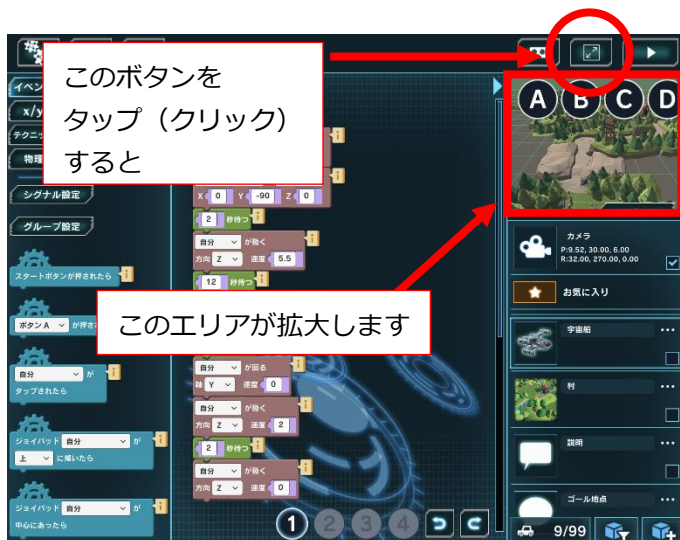 このボタンを
タップ（クリック）
すると
A B C D
イベン
x/y
テクニッ
物理
シグナル設定
グループ設定
X 0 Y -90 Z 0
2 秒待つ
自分 が動く
方向 Z 速度 5.5
12 秒待つ
カメラ
P:9.52, 30.00, 6.00
R:32.00, 270.00, 0.00
お気に入り
スタートボタンが押されたら
このエリアが拡大します
ボタン A が押さ
宇宙船
自分 が回る
軸 Y 速度 0
自分 が
タップされたら
村
自分 が動く
方向 Z 速度 2
ジョイパッド 自分 が
上 に傾いたら
2 秒待つ
説明
自分 が動く
方向 Z 速度 0
ジョイパッド 自分 が
中心にあったら
ゴール地点
1 2 3 4
9/99